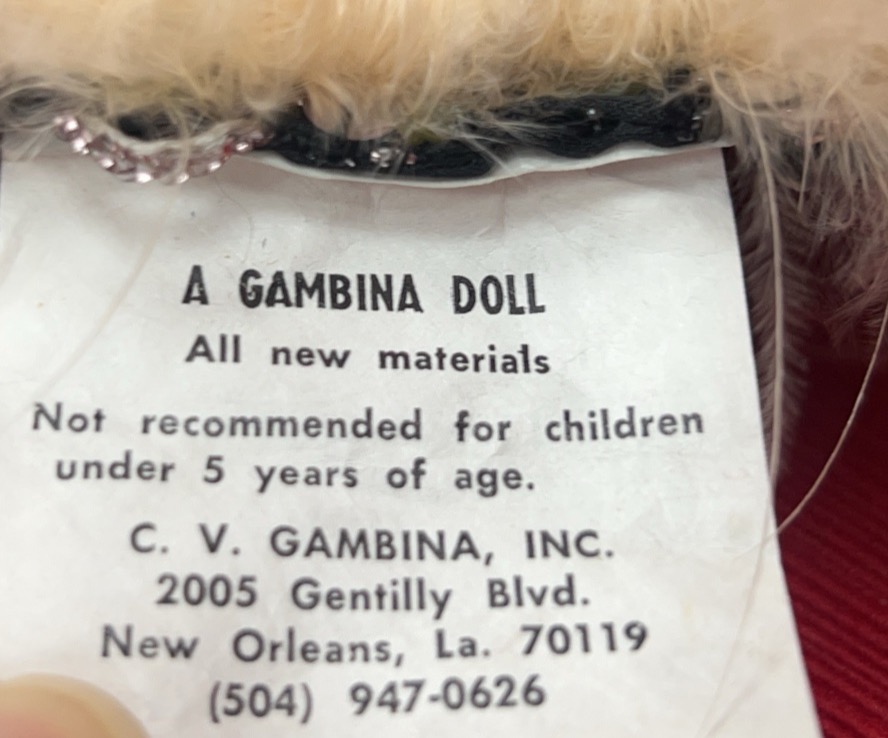 A GAMBINA DOLL
All new materials
Not recommended for children
under 5 years of age.
C. V. GAMBINA, INC.
2005 Gentilly Blvd.
New Orleans, La. 70119
(504) 947-0626